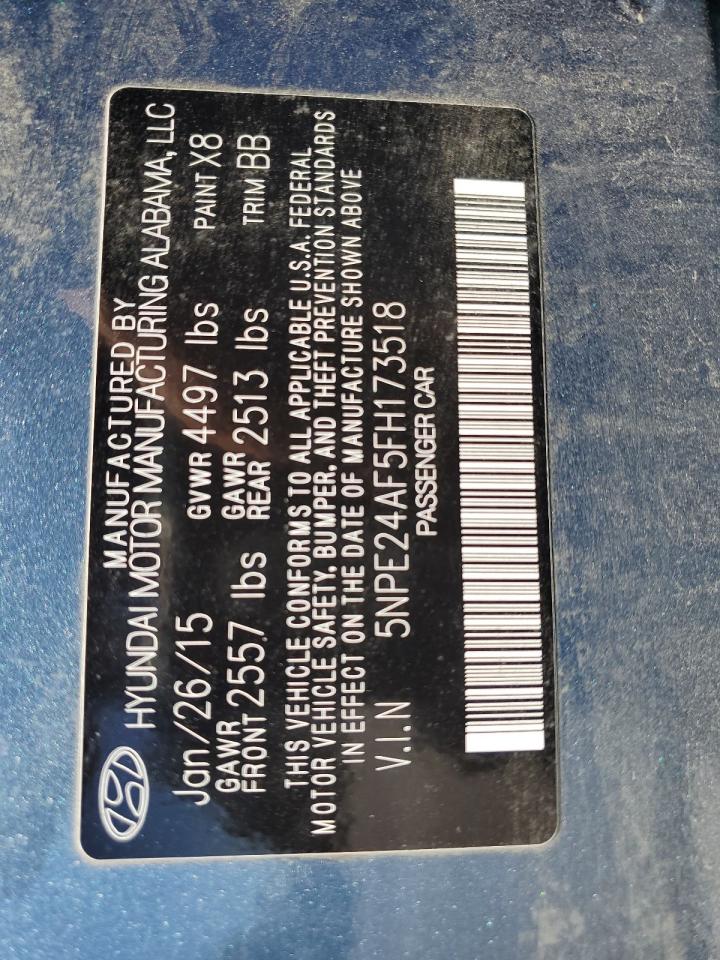 MANUFACTURED BY
HYUNDAI MOTOR MANUFACTURING ALABAMA, LLC
Jan/26/15 GVWR 4497 lbs PAINT X8
GAWR FRONT 2557 lbs GAWR REAR 2513 lbs TRIM BB
THIS VEHICLE CONFORMS TO ALL APPLICABLE U.S.A. FEDERAL
MOTOR VEHICLE SAFETY, BUMPER, AND THEFT PREVENTION STANDARDS
IN EFFECT ON THE DATE OF MANUFACTURE SHOWN ABOVE
V.I.N 5NPE24AF5FH173518
PASSENGER CAR